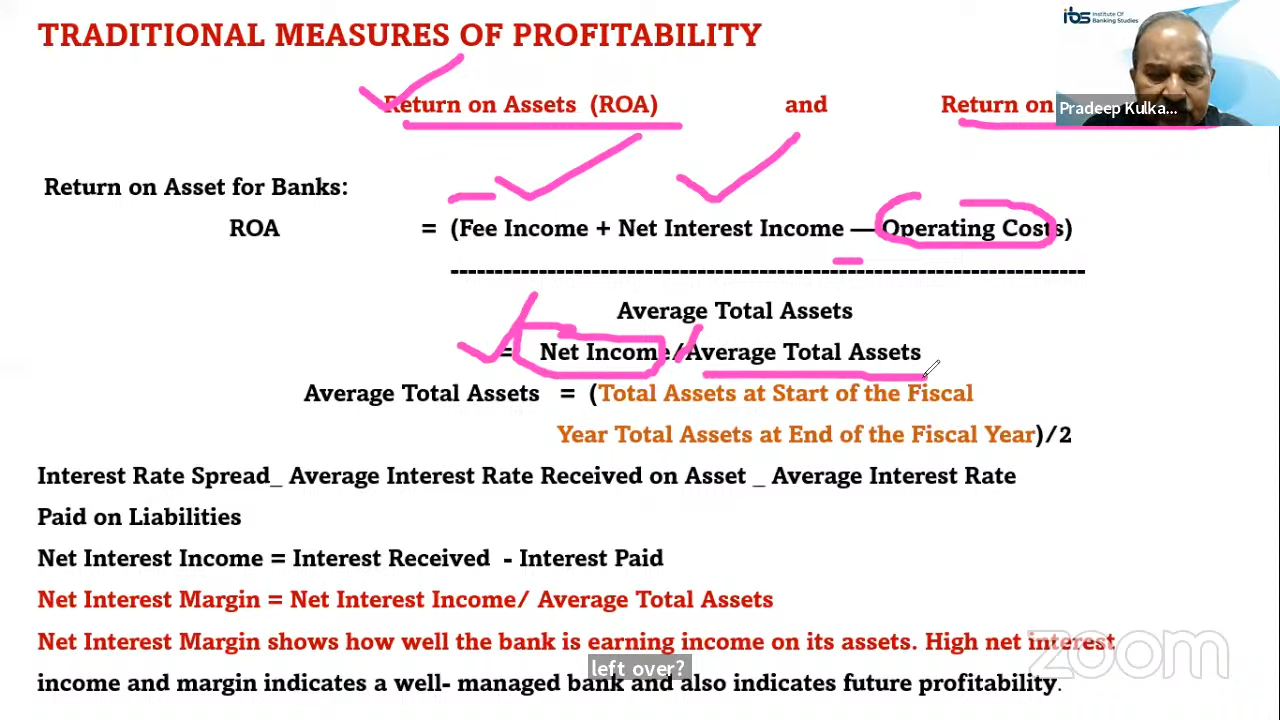 TRADITIONAL MEASURES OF PROFITABILITY
ibs Institute Of
Banking Studies
Return on Assets (ROA) and Return on
Pradeep Kulka...
Return on Asset for Banks:
ROA = (Fee Income + Net Interest Income — Operating Costs)
-----------------------------------------------------------------------
Average Total Assets
= Net Income/Average Total Assets
Average Total Assets = (Total Assets at Start of the Fiscal
Year Total Assets at End of the Fiscal Year)/2
Interest Rate Spread_ Average Interest Rate Received on Asset _ Average Interest Rate
Paid on Liabilities
Net Interest Income = Interest Received - Interest Paid
Net Interest Margin = Net Interest Income/ Average Total Assets
Net Interest Margin shows how well the bank is earning income on its assets. High net interest
zoom
left over?
income and margin indicates a well- managed bank and also indicates future profitability.